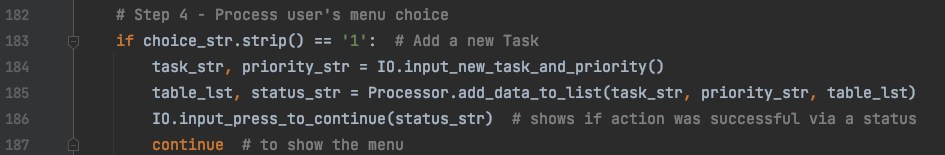 182 # Step 4 - Process user's menu choice
183 if choice_str.strip() == '1':  # Add a new Task
184 task_str, priority_str = IO.input_new_task_and_priority()
185 table_lst, status_str = Processor.add_data_to_list(task_str, priority_str, table_lst)
186 IO.input_press_to_continue(status_str)  # shows if action was successful via a status
187 continue  # to show the menu